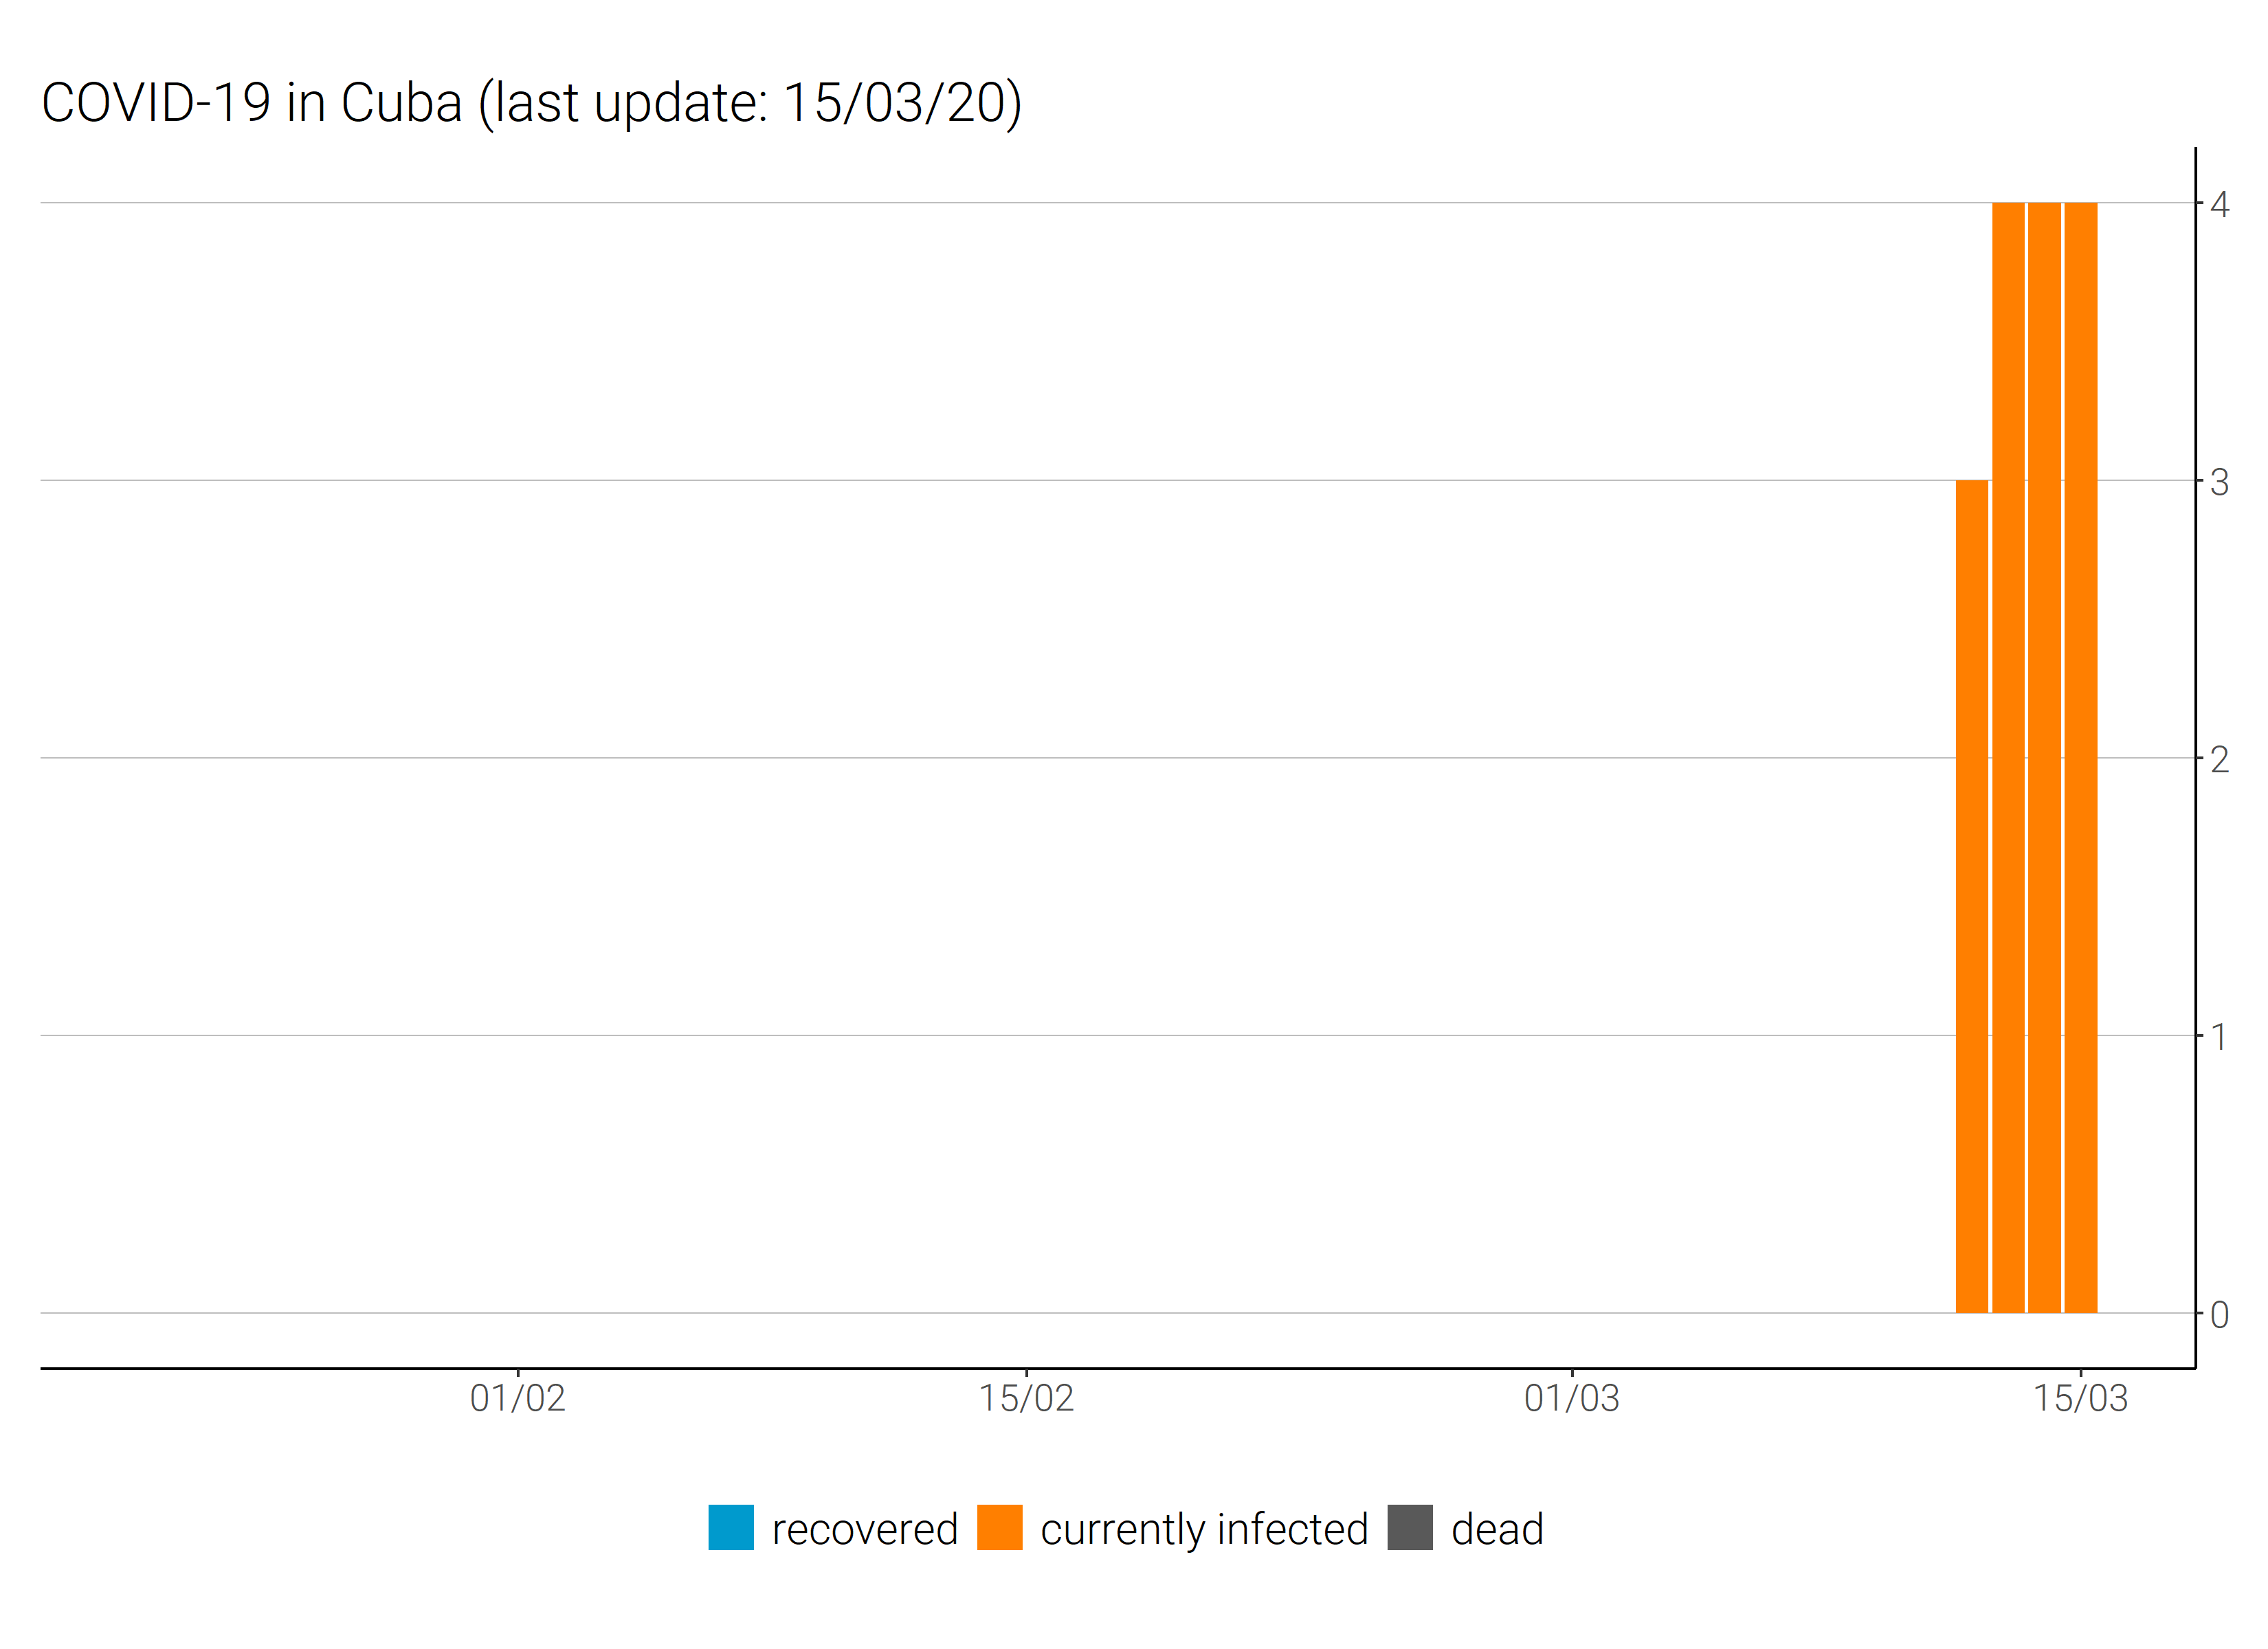 COVID-19 in Cuba (last update: 15/03/20)
4
3
2
1
0
01/02 15/02 01/03 15/03
recovered currently infected dead